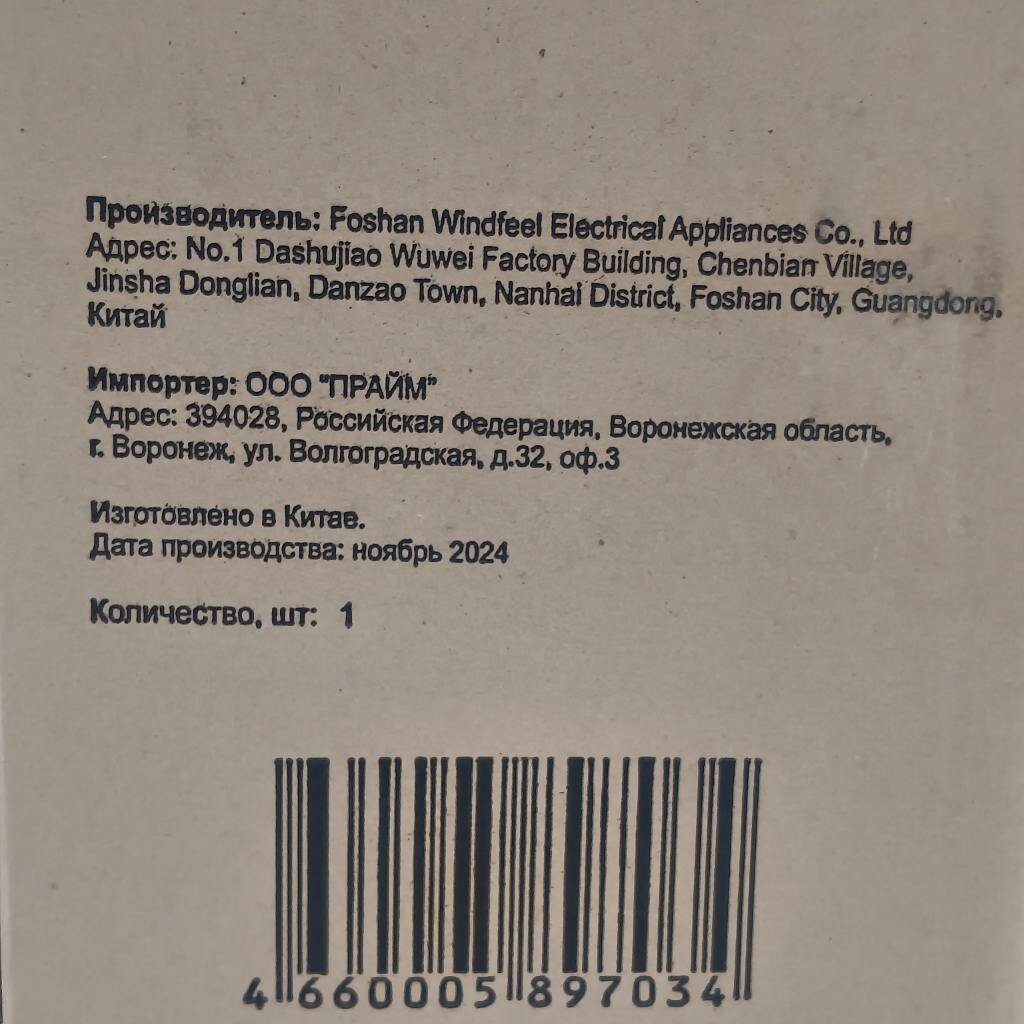 Производитель: Foshan Windfeel Electrical Appliances Co., Ltd
Адрес: No.1 Dashujiao Wuwei Factory Building, Chenbian Village,
Jinsha Donglian, Danzao Town, Nanhai District, Foshan City, Guangdong,
Китай
Импортер: ООО "ПРАЙМ"
Адрес: 394028, Российская Федерация, Воронежская область,
г. Воронеж, ул. Волгоградская, д.32, оф.3
Изготовлено в Китае.
Дата производства: ноябрь 2024
Количество, шт: 1
4 660005 897034